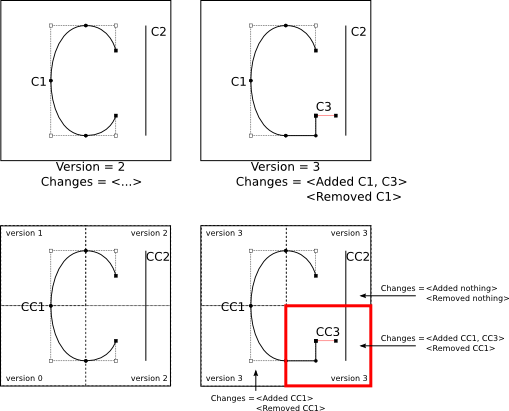 C1
C2
C1
C2
C3
Version = 2
Changes = <...>
Version = 3
Changes = <Added C1, C3>
<Removed C1>
version 1
version 2
CC1
CC2
version 0
version 2
version 3
version 3
CC1
CC2
CC3
version 3
Changes =<Added nothing>
<Removed nothing>
Changes =<Added CC1, CC3>
<Removed CC1>
Changes =<Added CC1>
<Removed CC1>